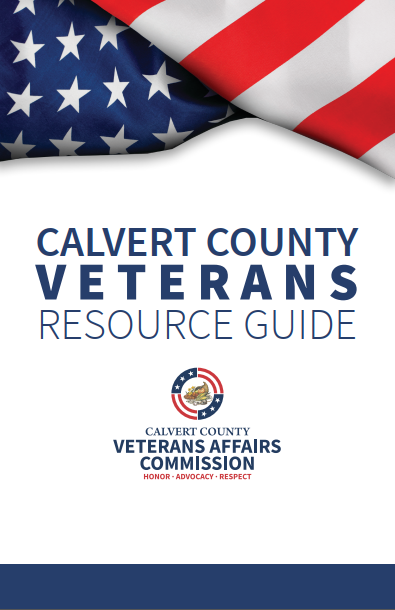 CALVERT COUNTY
VETERANS
RESOURCE GUIDE
CALVERT COUNTY
VETERANS AFFAIRS
COMMISSION
HONOR · ADVOCACY · RESPECT